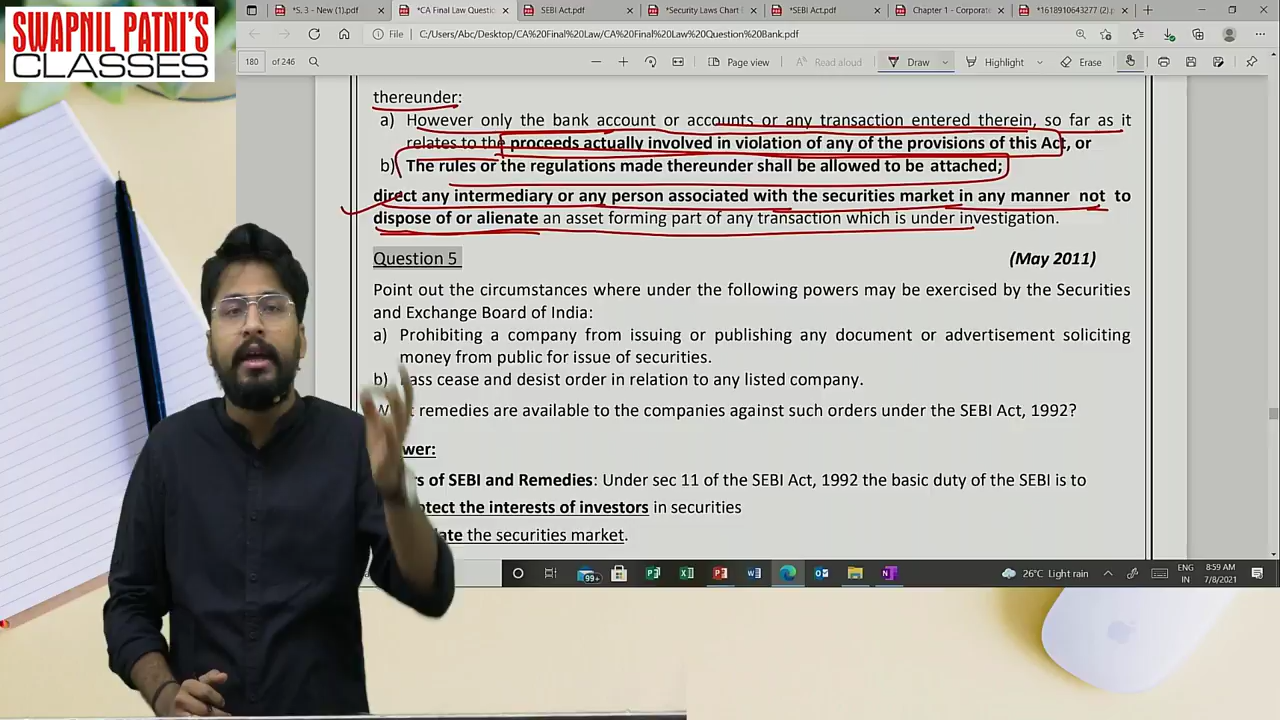 SWAPNIL PATNI'S
CLASSES
*S. 3 - New (1).pdf
*CA Final Law Questio
SEBI Act.pdf
*Security Laws Chart
*SEBI Act.pdf
Chapter 1 - Corporat
*1618910643277 (2).p
File
C:/Users/Abc/Desktop/CA%20Final%20Law/CA%20Final%20Law%20Question%20Bank.pdf
180 of 246
Page view
Read aloud
Draw
Highlight
Erase
thereunder:
a) However only the bank account or accounts or any transaction entered therein, so far as it
relates to the proceeds actually involved in violation of any of the provisions of this Act, or
b) The rules or the regulations made thereunder shall be allowed to be attached;
direct any intermediary or any person associated with the securities market in any manner not to
dispose of or alienate an asset forming part of any transaction which is under investigation.
Question 5
(May 2011)
Point out the circumstances where under the following powers may be exercised by the Securities
and Exchange Board of India:
a) Prohibiting a company from issuing or publishing any document or advertisement soliciting
money from public for issue of securities.
b) ass cease and desist order in relation to any listed company.
remedies are available to the companies against such orders under the SEBI Act, 1992?
wer:
rs of SEBI and Remedies: Under sec 11 of the SEBI Act, 1992 the basic duty of the SEBI is to
otect the interests of investors in securities
late the securities market.
99+
26°C Light rain
ENG
IN
8:59 AM
7/8/2021